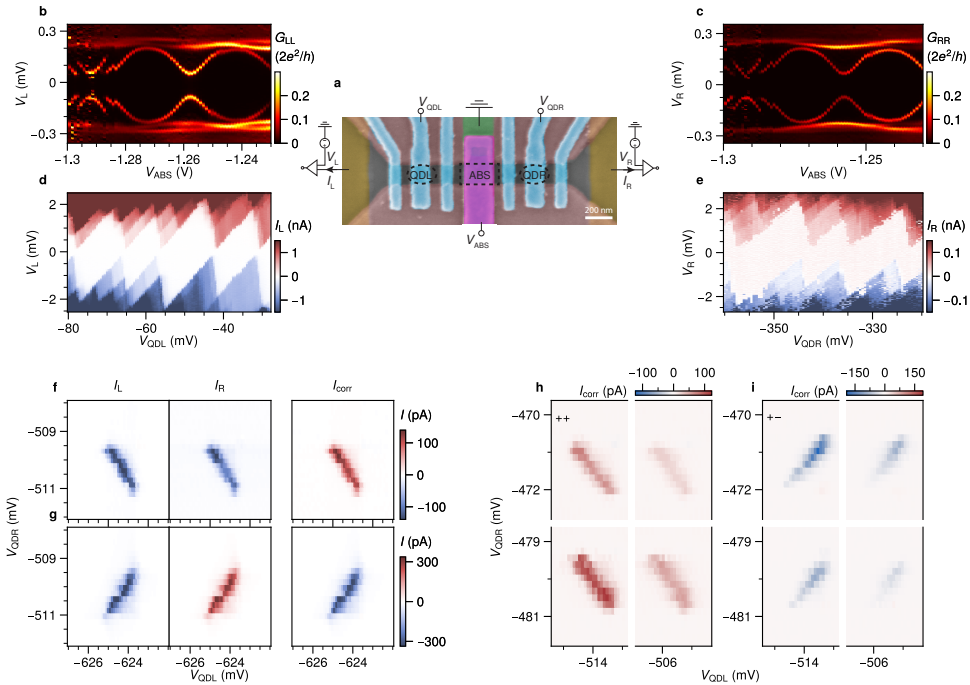 b
G_LL
(2e²/h)
0.2
0.1
0
V_L (mV)
0.3
0
−0.3
−1.3
−1.26
−1.23
V_ABS (V)
a
V_QDL
V_QDR
V_L
I_L
V_R
I_R
QDL
ABS
QDR
200 nm
V_ABS
c
G_RR
(2e²/h)
0.2
0.1
0
V_R (mV)
0.3
0
−0.3
−1.3
−1.25
V_ABS (V)
d
I_L (nA)
1
0
−1
V_L (mV)
2
0
−2
−80
−60
−40
V_QDL (mV)
e
I_R (nA)
0.1
0
−0.1
V_R (mV)
2
0
−2
−350
−330
V_QDR (mV)
f
I_L
I_R
I_corr
I (pA)
100
0
−100
−509
−511
g
I (pA)
300
0
−300
−509
−511
V_QDR (mV)
−626
−624
−626
−624
−626
−624
V_QDL (mV)
h
I_corr (pA)
−100
0
100
++
−470
−472
−479
−481
V_QDR (mV)
−514
−506
i
I_corr (pA)
−150
0
150
+−
−470
−472
−479
−481
−514
−506
V_QDL (mV)